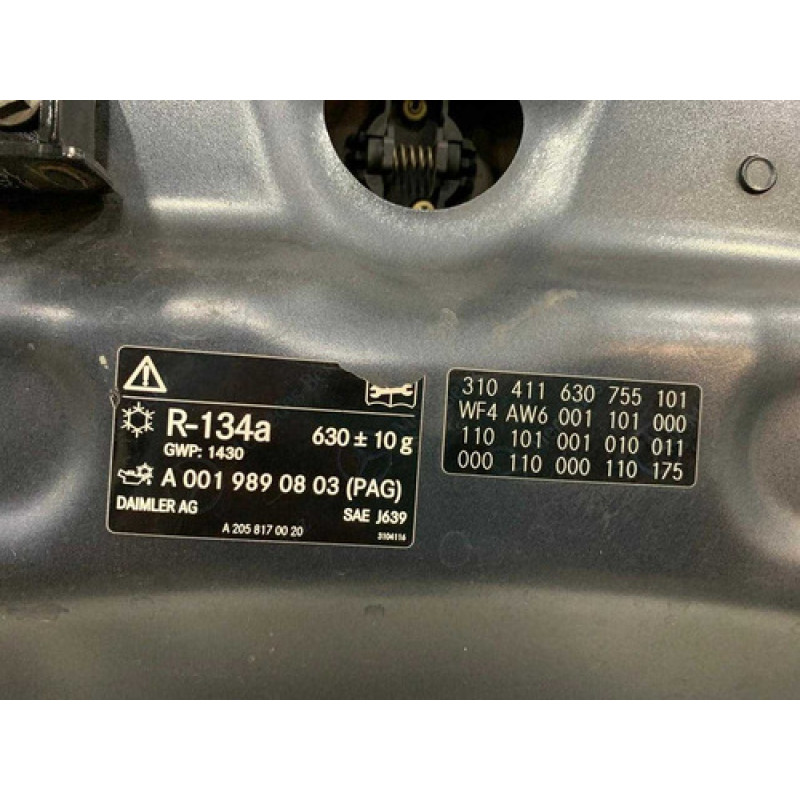 R-134a 630 ± 10 g
GWP: 1430
A 001 989 08 03 (PAG)
DAIMLER AG SAE J639
A 205 817 00 20 3104116
310 411 630 755 101
WF4 AW6 001 101 000
110 101 001 010 011
000 110 000 110 175